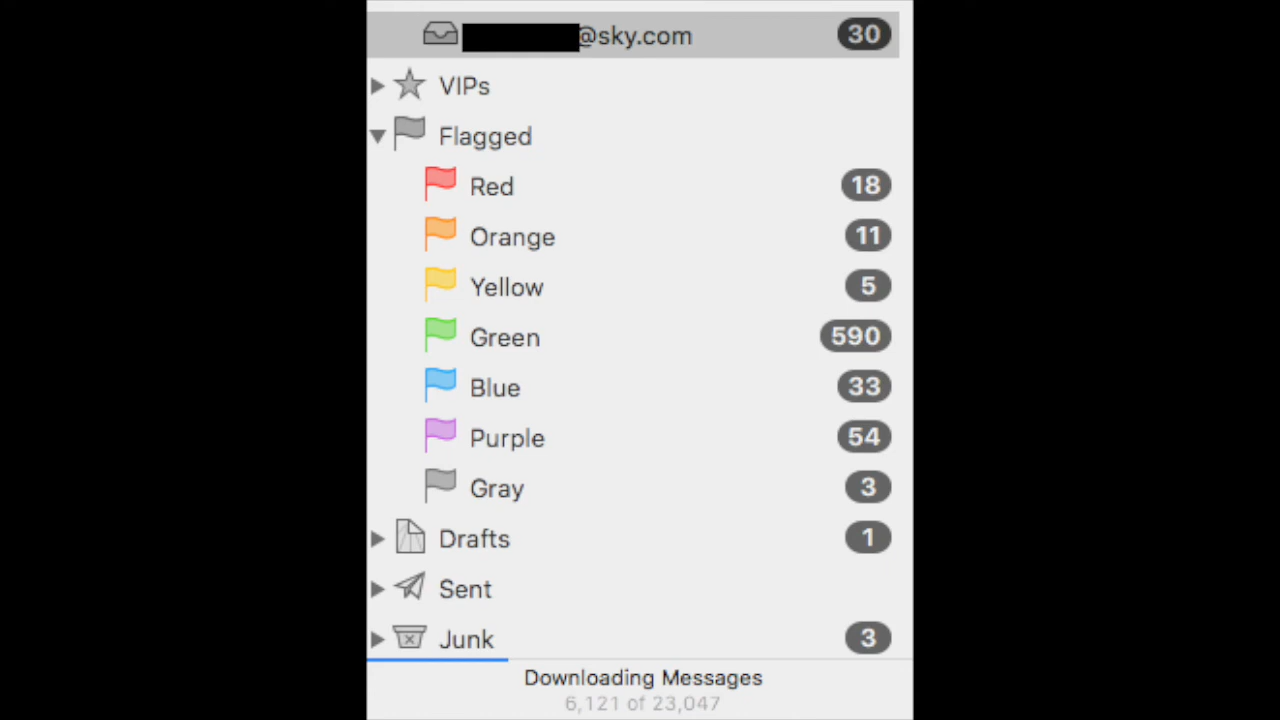 @sky.com 30
VIPs
Flagged
Red 18
Orange 11
Yellow 5
Green 590
Blue 33
Purple 54
Gray 3
Drafts 1
Sent
Junk 3
Downloading Messages
6,121 of 23,047